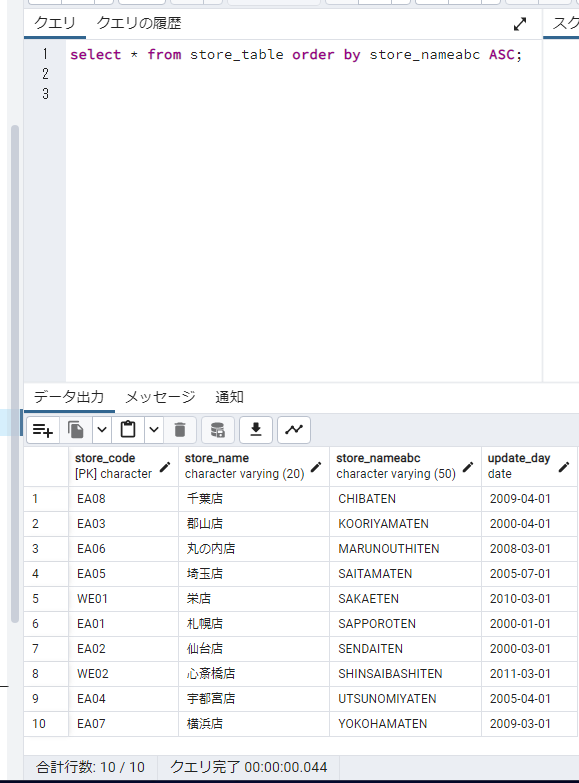 クエリ クエリの履歴 スク
1 select * from store_table order by store_nameabc ASC;
2
3
データ出力 メッセージ 通知
store_code store_name store_nameabc update_day
[PK] character character varying (20) character varying (50) date
1 EA08 千葉店 CHIBATEN 2009-04-01
2 EA03 郡山店 KOORIYAMATEN 2000-04-01
3 EA06 丸の内店 MARUNOUTHITEN 2008-03-01
4 EA05 埼玉店 SAITAMATEN 2005-07-01
5 WE01 栄店 SAKAETEN 2010-03-01
6 EA01 札幌店 SAPPOROTEN 2000-01-01
7 EA02 仙台店 SENDAITEN 2000-03-01
8 WE02 心斎橋店 SHINSAIBASHITEN 2011-03-01
9 EA04 宇都宮店 UTSUNOMIYATEN 2005-04-01
10 EA07 横浜店 YOKOHAMATEN 2009-03-01
合計行数: 10 / 10 クエリ完了 00:00:00.044